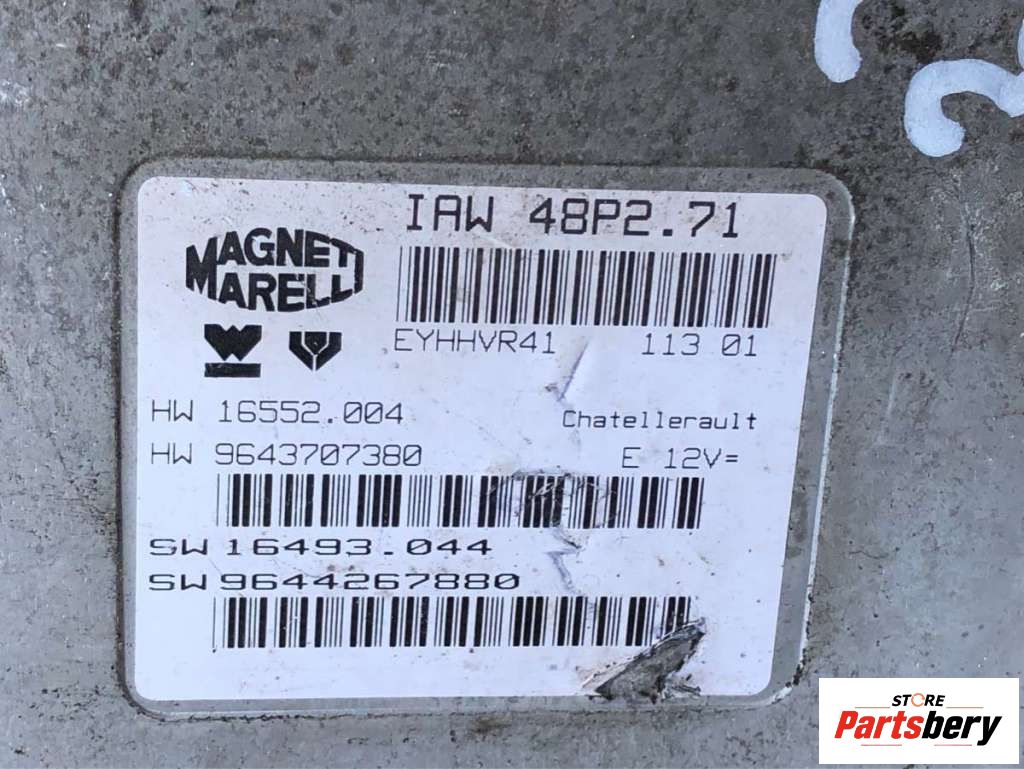 IAW 48P2.71
MAGNETI
MARELLI
EYHHVR41 113 01
HW 16552.004 Chatellerault
HW 9643707380 E 12V=
SW 16493.044
SW 9644267880
STORE
Partsbery